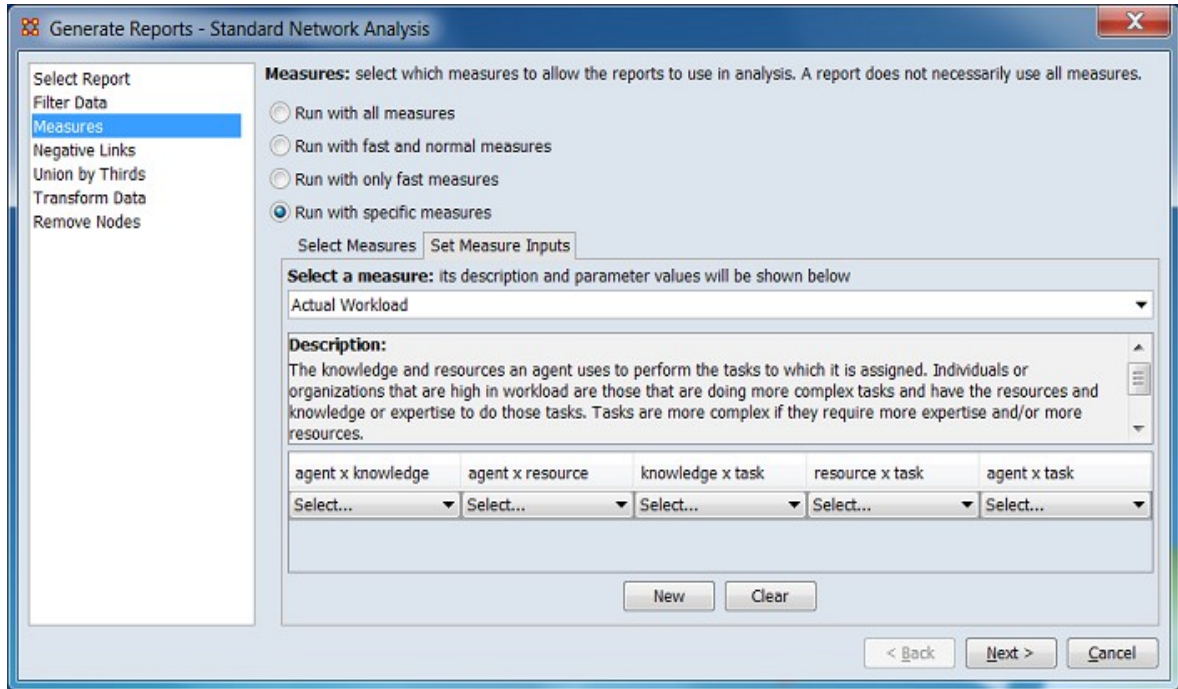 Generate Reports - Standard Network Analysis
X
Select Report
Filter Data
Measures
Negative Links
Union by Thirds
Transform Data
Remove Nodes
Measures: select which measures to allow the reports to use in analysis. A report does not necessarily use all measures.
Run with all measures
Run with fast and normal measures
Run with only fast measures
Run with specific measures
Select Measures Set Measure Inputs
Select a measure: its description and parameter values will be shown below
Actual Workload
Description:
The knowledge and resources an agent uses to perform the tasks to which it is assigned. Individuals or
organizations that are high in workload are those that are doing more complex tasks and have the resources and
knowledge or expertise to do those tasks. Tasks are more complex if they require more expertise and/or more
resources.
agent x knowledge agent x resource knowledge x task resource x task agent x task
Select... Select... Select... Select... Select...
New Clear
< Back Next > Cancel